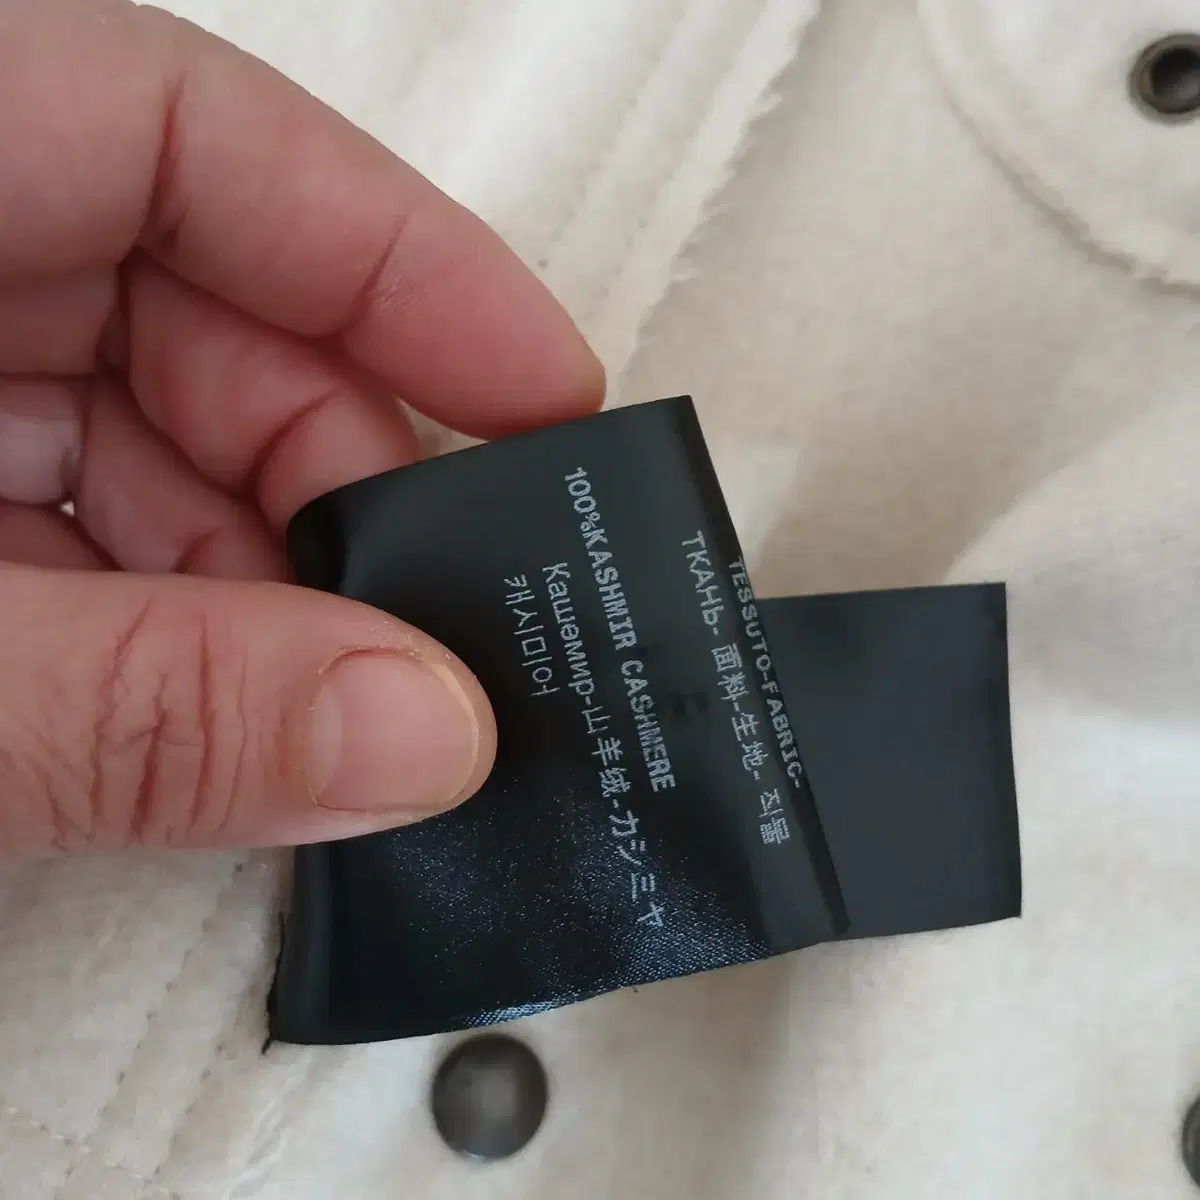 TESSUTO-FABRIC-
ТКАНЬ- 面料-生地- 직물
100%KASHMIR CASHMERE
Кашемир-山羊绒-カシミヤ
캐시미어